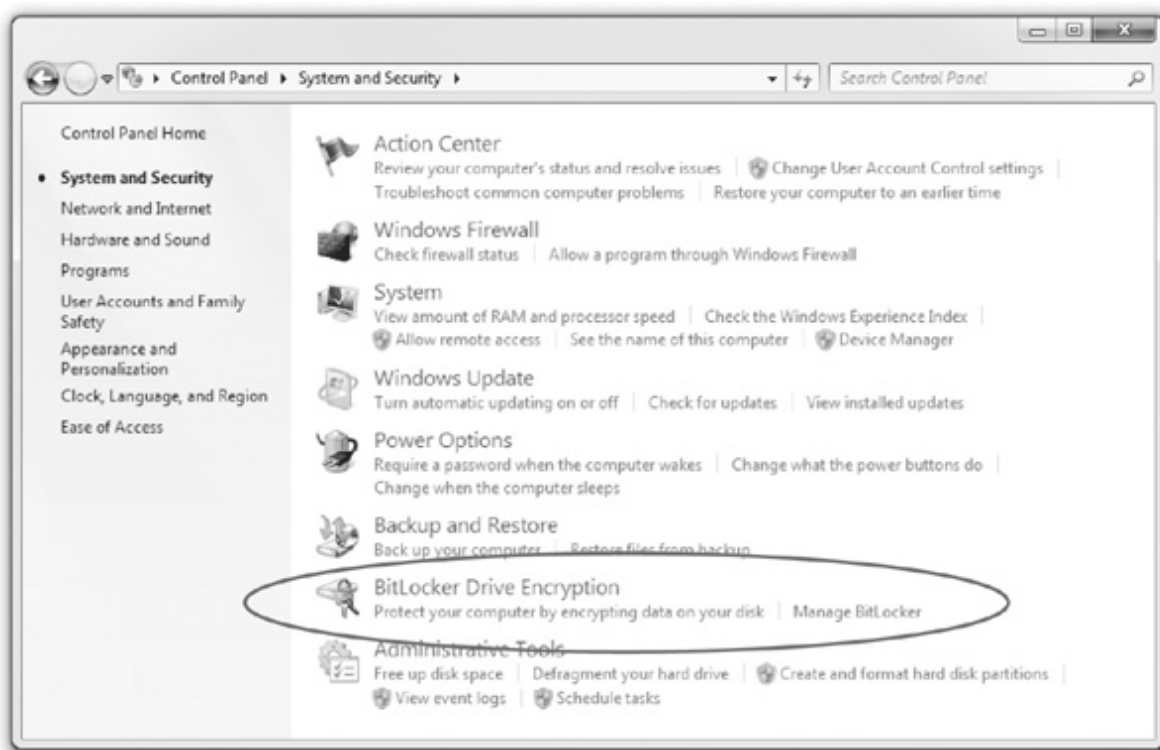 Control Panel System and Security Search Control Panel
Control Panel Home
System and Security
Network and Internet
Hardware and Sound
Programs
User Accounts and Family
Safety
Appearance and
Personalization
Clock, Language, and Region
Ease of Access
Action Center
Review your computer's status and resolve issues Change User Account Control settings
Troubleshoot common computer problems Restore your computer to an earlier time
Windows Firewall
Check firewall status Allow a program through Windows Firewall
System
View amount of RAM and processor speed Check the Windows Experience Index
Allow remote access See the name of this computer Device Manager
Windows Update
Turn automatic updating on or off Check for updates View installed updates
Power Options
Require a password when the computer wakes Change what the power buttons do
Change when the computer sleeps
Backup and Restore
Back up your computer Restore files from backup
BitLocker Drive Encryption
Protect your computer by encrypting data on your disk Manage BitLocker
Administrative Tools
Free up disk space Defragment your hard drive Create and format hard disk partitions
View event logs Schedule tasks